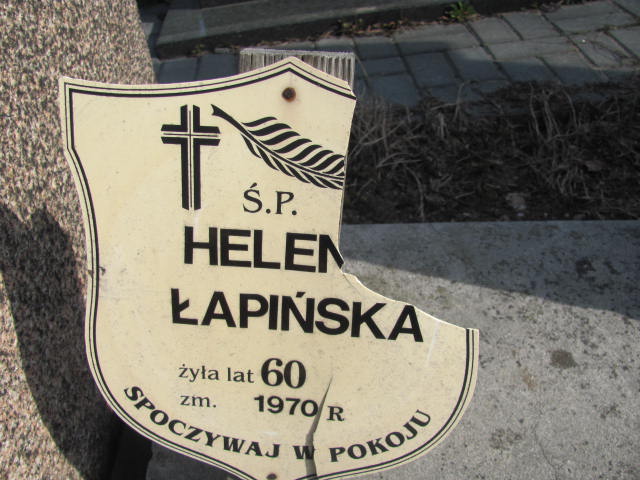 Ś.P.
HELEN
ŁAPIŃSKA
żyła lat 60
zm. 1970 R
SPOCZYWAJ W POKOJU